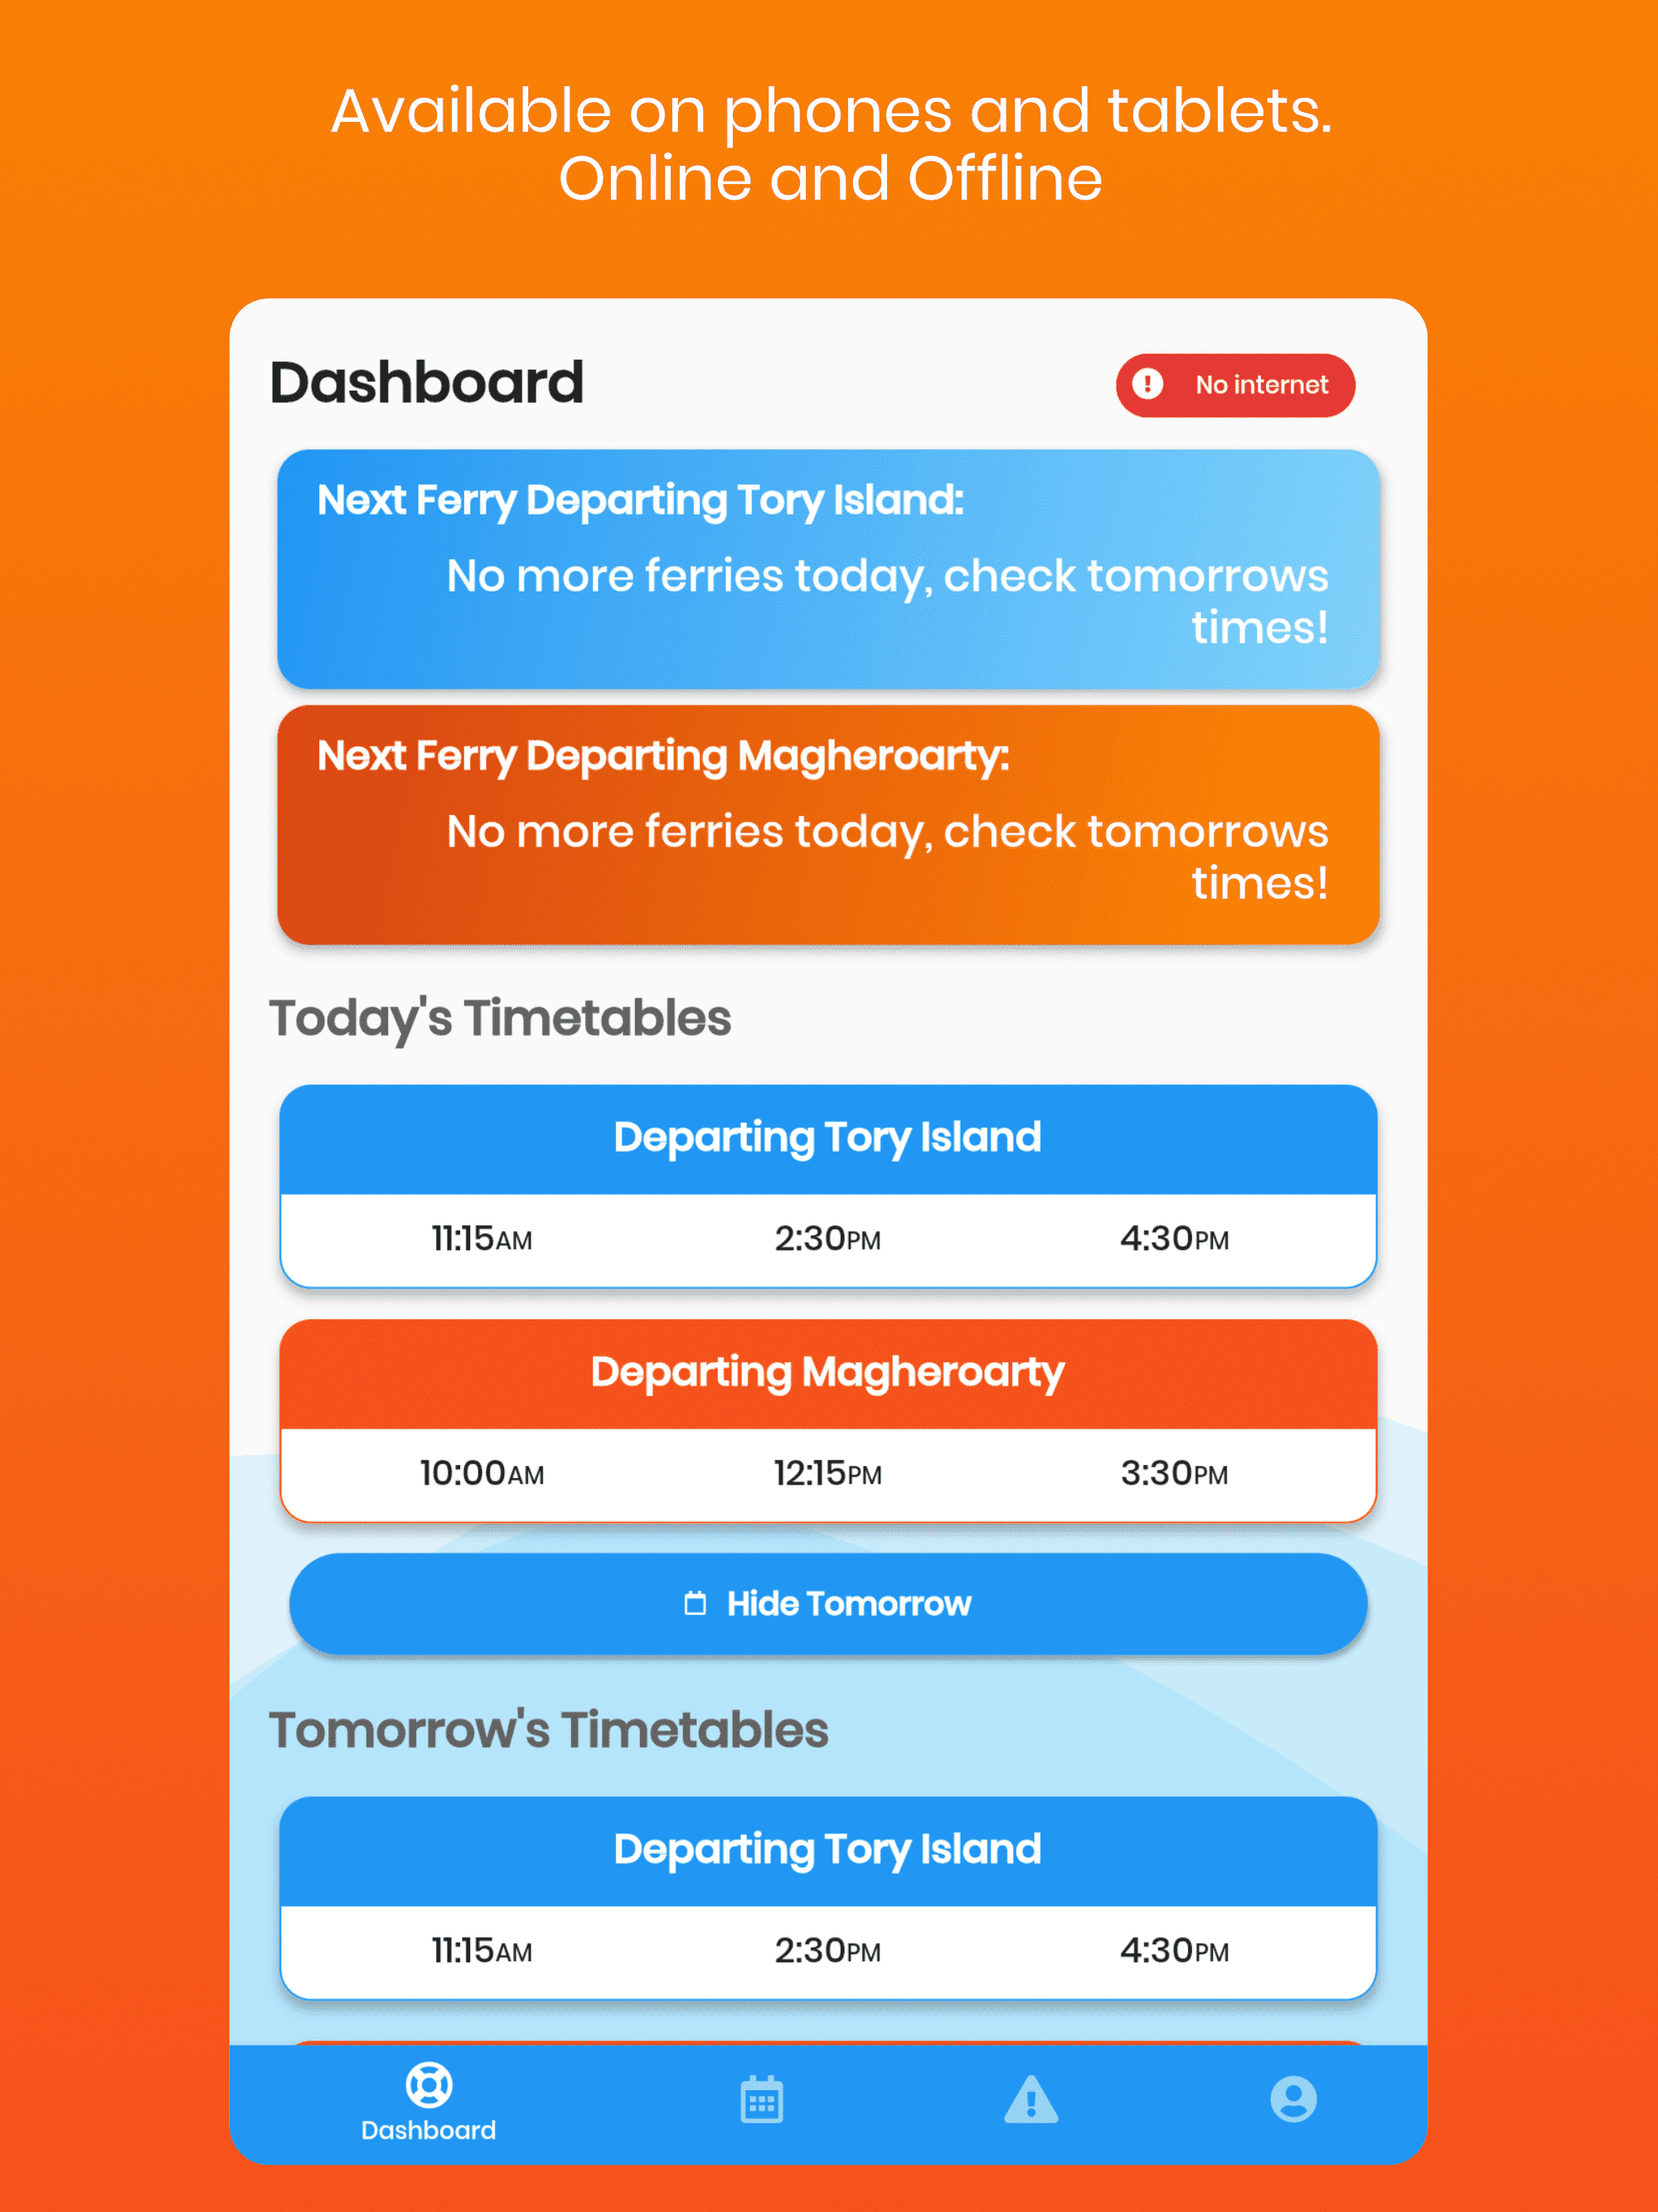 Available on phones and tablets.
Online and Offline
Dashboard
No internet
Next Ferry Departing Tory Island:
No more ferries today, check tomorrows
times!
Next Ferry Departing Magheroarty:
No more ferries today, check tomorrows
times!
Today's Timetables
Departing Tory Island
11:15AM 2:30PM 4:30PM
Departing Magheroarty
10:00AM 12:15PM 3:30PM
Hide Tomorrow
Tomorrow's Timetables
Departing Tory Island
11:15AM 2:30PM 4:30PM
Dashboard